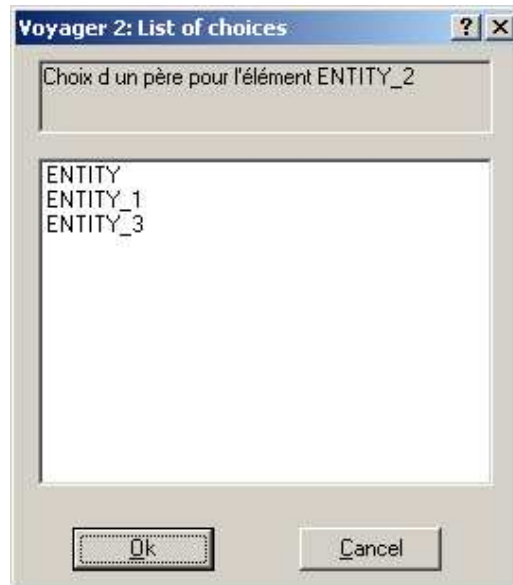 Voyager 2: List of choices
Choix d un père pour l'élément ENTITY_2
ENTITY
ENTITY_1
ENTITY_3
Ok
Cancel